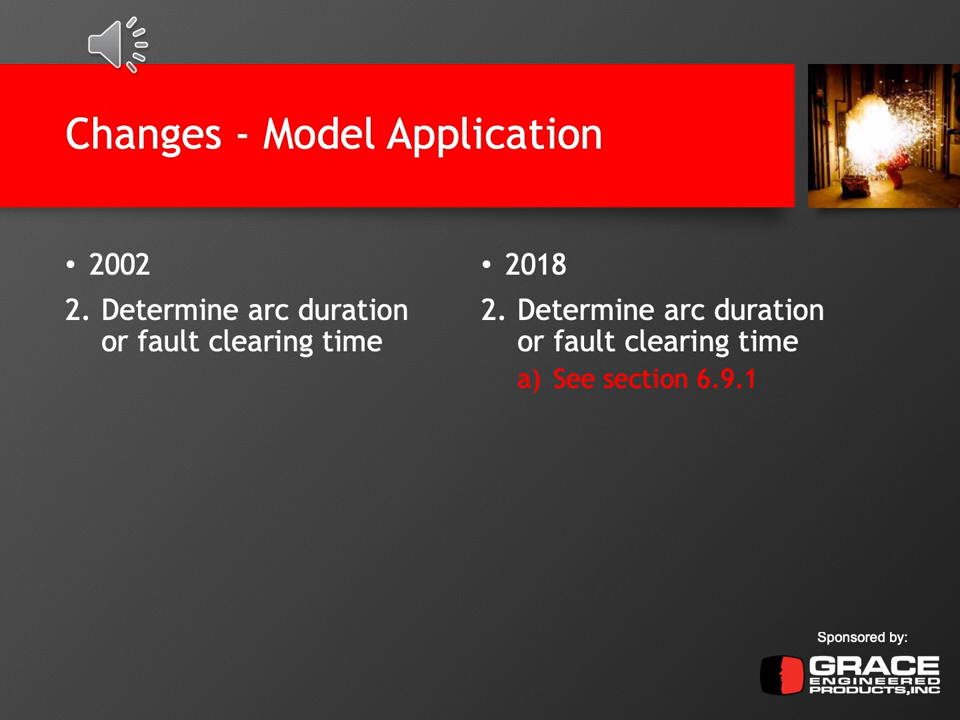 Changes - Model Application
• 2002
2. Determine arc duration
or fault clearing time
• 2018
2. Determine arc duration
or fault clearing time
a) See section 6.9.1
Sponsored by:
GRACE
ENGINEERED
PRODUCTS,INC